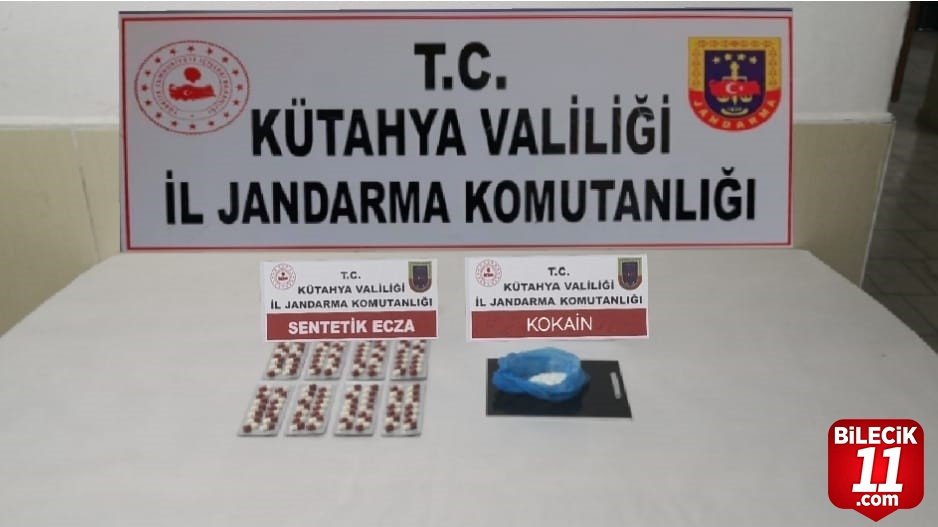 T.C.
KÜTAHYA VALİLİĞİ
İL JANDARMA KOMUTANLIĞI
JANDARMA
T.C.
KÜTAHYA VALİLİĞİ
İL JANDARMA KOMUTANLIĞI
SENTETİK ECZA
T.C.
KÜTAHYA VALİLİĞİ
İL JANDARMA KOMUTANLIĞI
KOKAİN
BİLECİK
11
.com